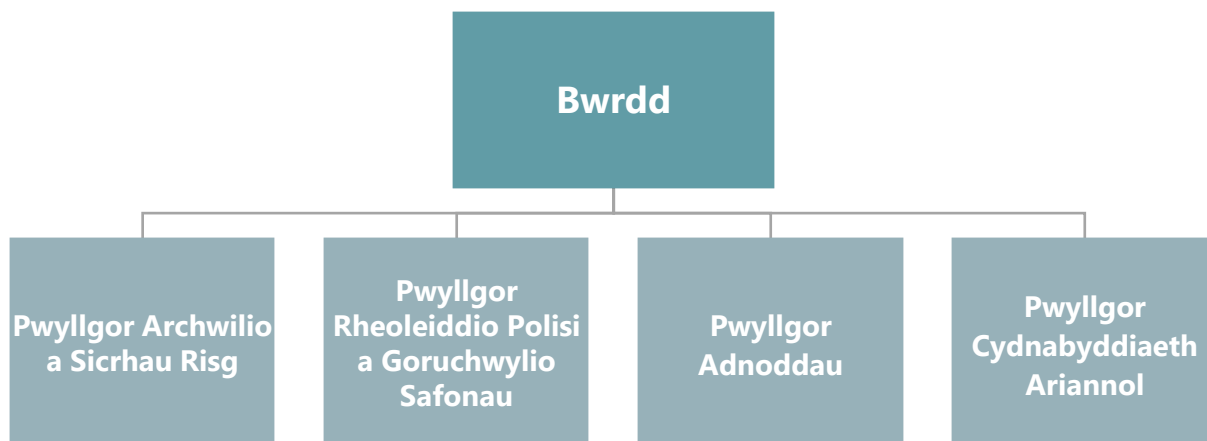 Bwrdd
Pwyllgor Archwilio
a Sicrhau Risg
Pwyllgor
Rheoleiddio Polisi
a Goruchwylio
Safonau
Pwyllgor
Adnoddau
Pwyllgor
Cydnabyddiaeth
Ariannol